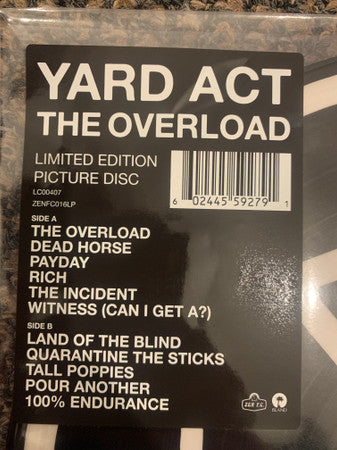 YARD ACT
THE OVERLOAD
LIMITED EDITION
PICTURE DISC
LC00407
ZENFC016LP
6 02445 59279 1
SIDE A
THE OVERLOAD
DEAD HORSE
PAYDAY
RICH
THE INCIDENT
WITNESS (CAN I GET A?)
SIDE B
LAND OF THE BLIND
QUARANTINE THE STICKS
TALL POPPIES
POUR ANOTHER
100% ENDURANCE
ZEN F.C.
ISLAND